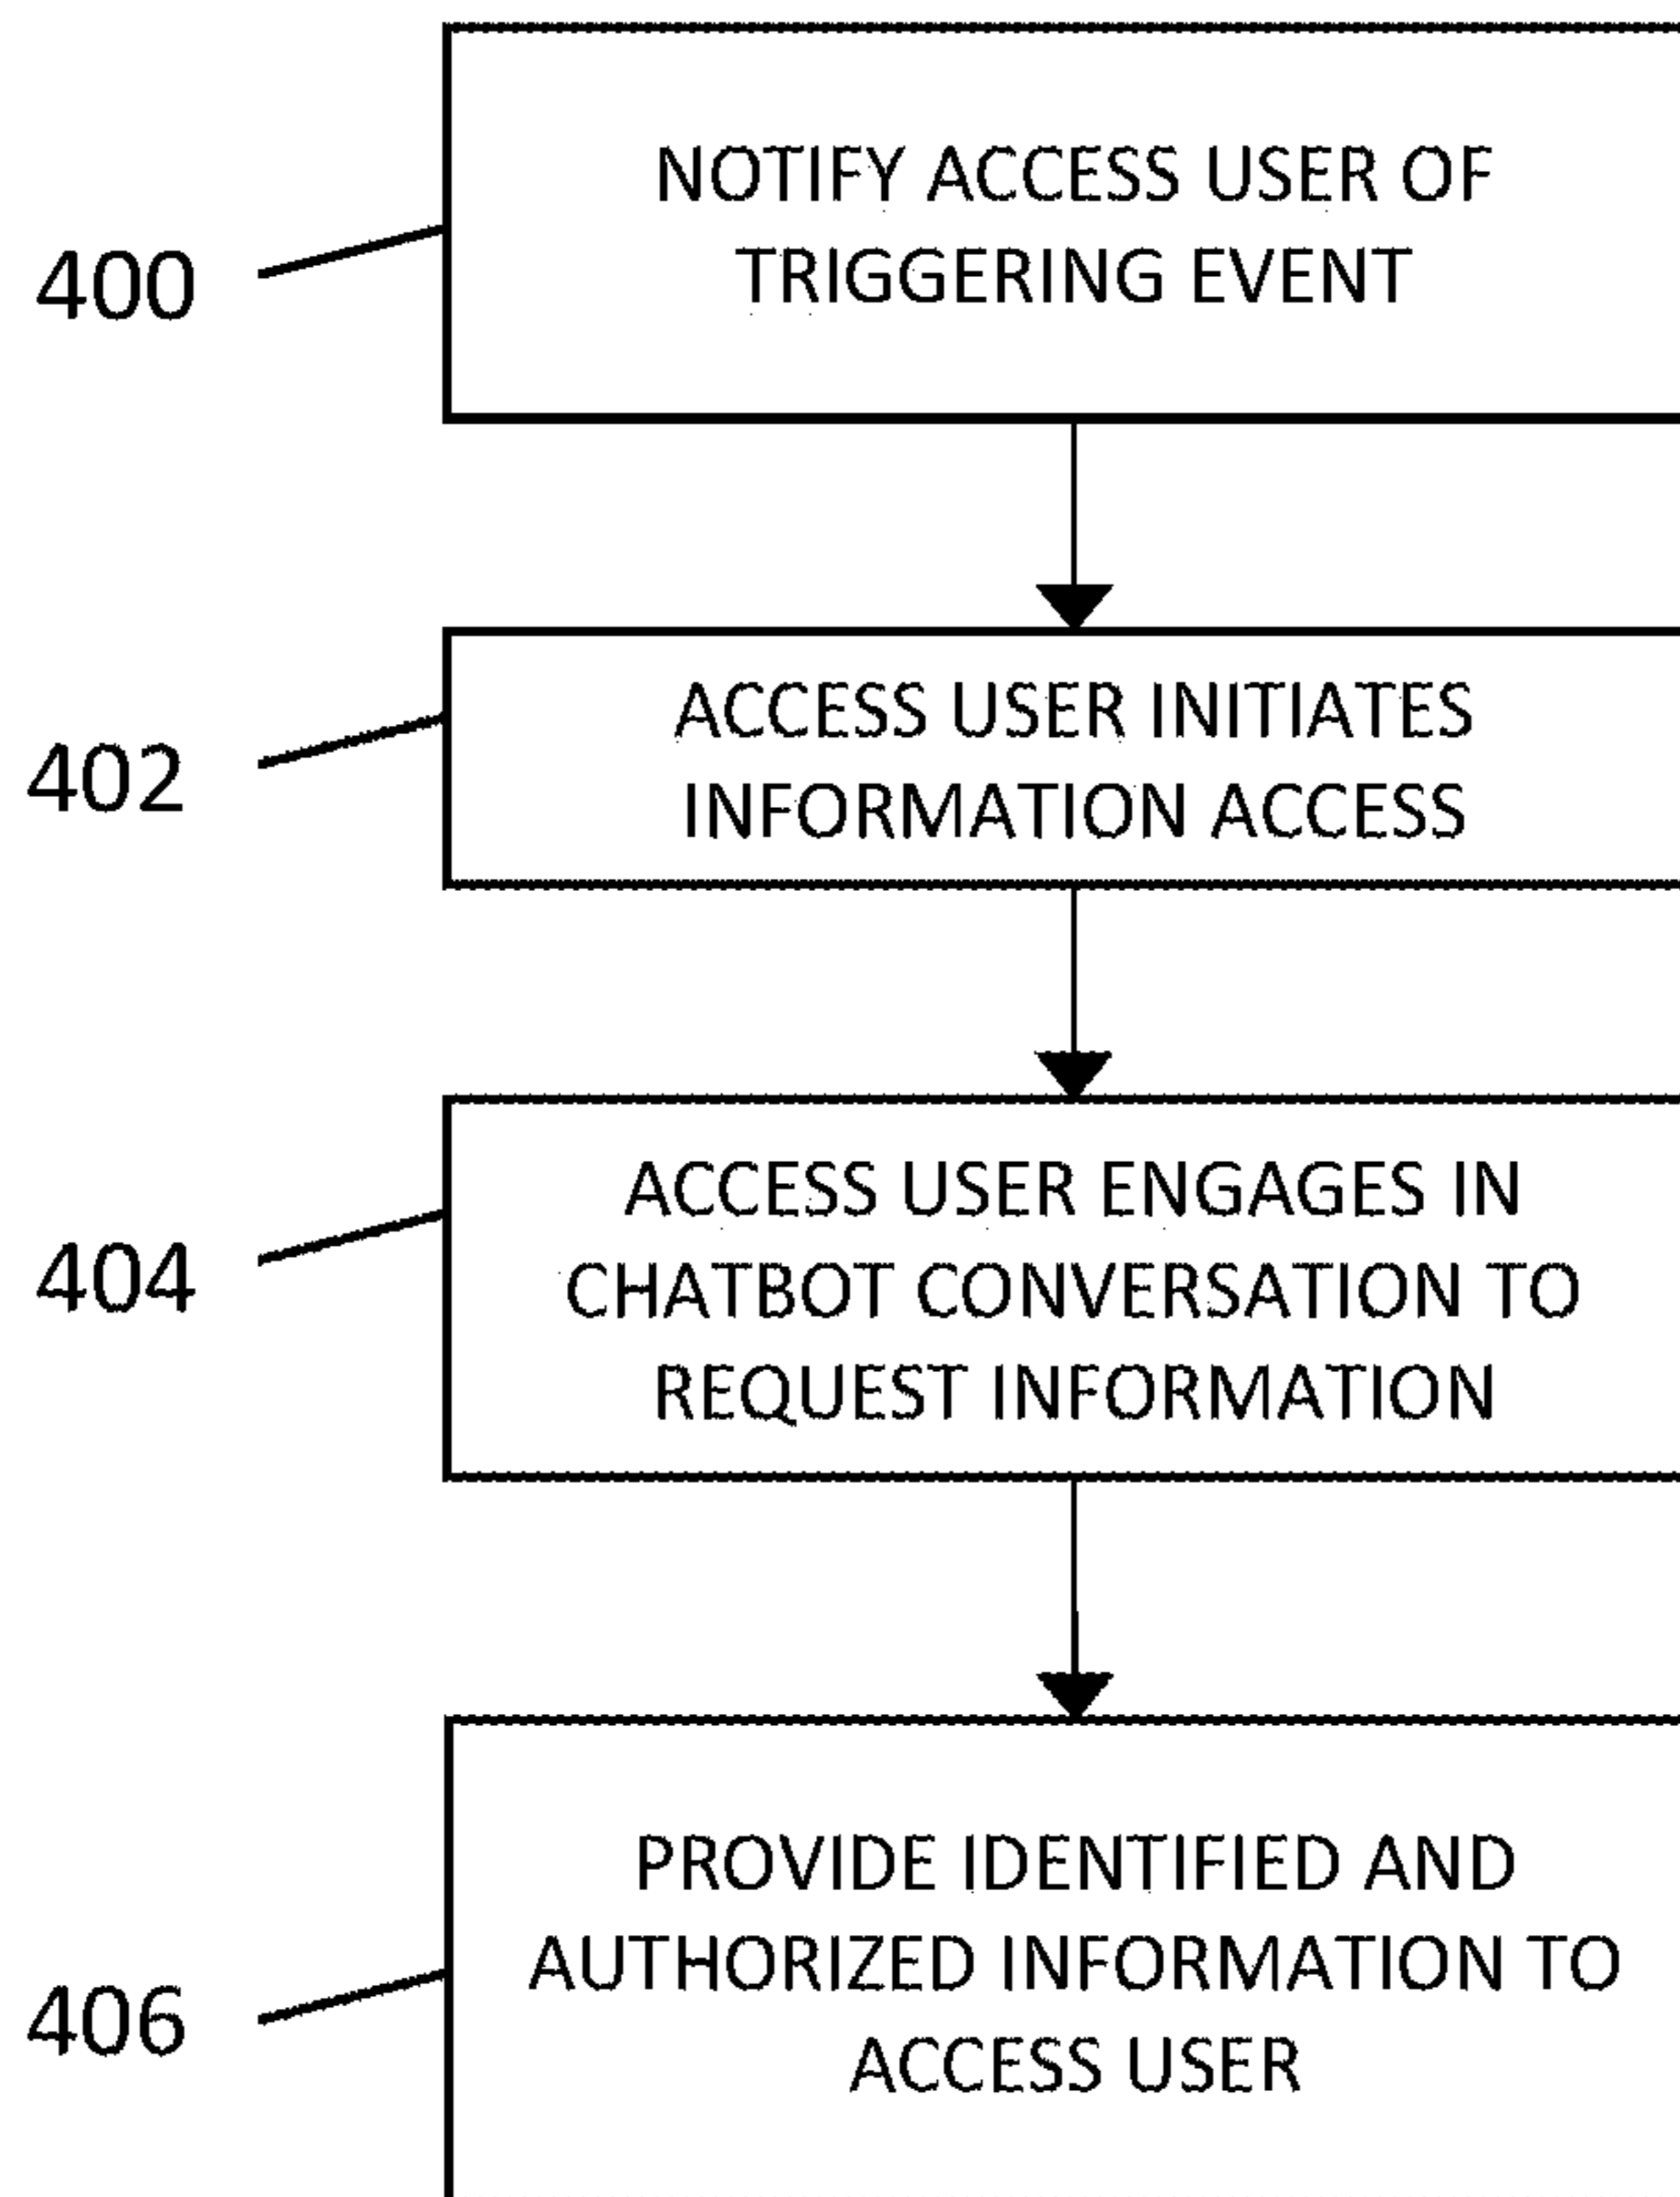 400
NOTIFY ACCESS USER OF
TRIGGERING EVENT
402
ACCESS USER INITIATES
INFORMATION ACCESS
404
ACCESS USER ENGAGES IN
CHATBOT CONVERSATION TO
REQUEST INFORMATION
406
PROVIDE IDENTIFIED AND
AUTHORIZED INFORMATION TO
ACCESS USER